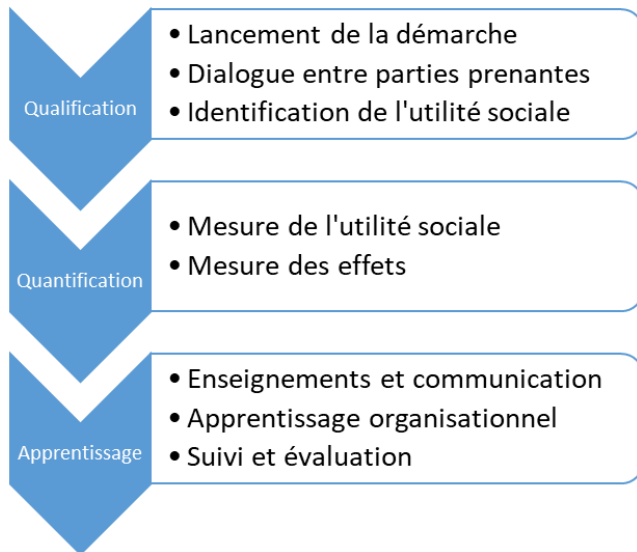 Qualification
• Lancement de la démarche
• Dialogue entre parties prenantes
• Identification de l'utilité sociale
Quantification
• Mesure de l'utilité sociale
• Mesure des effets
Apprentissage
• Enseignements et communication
• Apprentissage organisationnel
• Suivi et évaluation